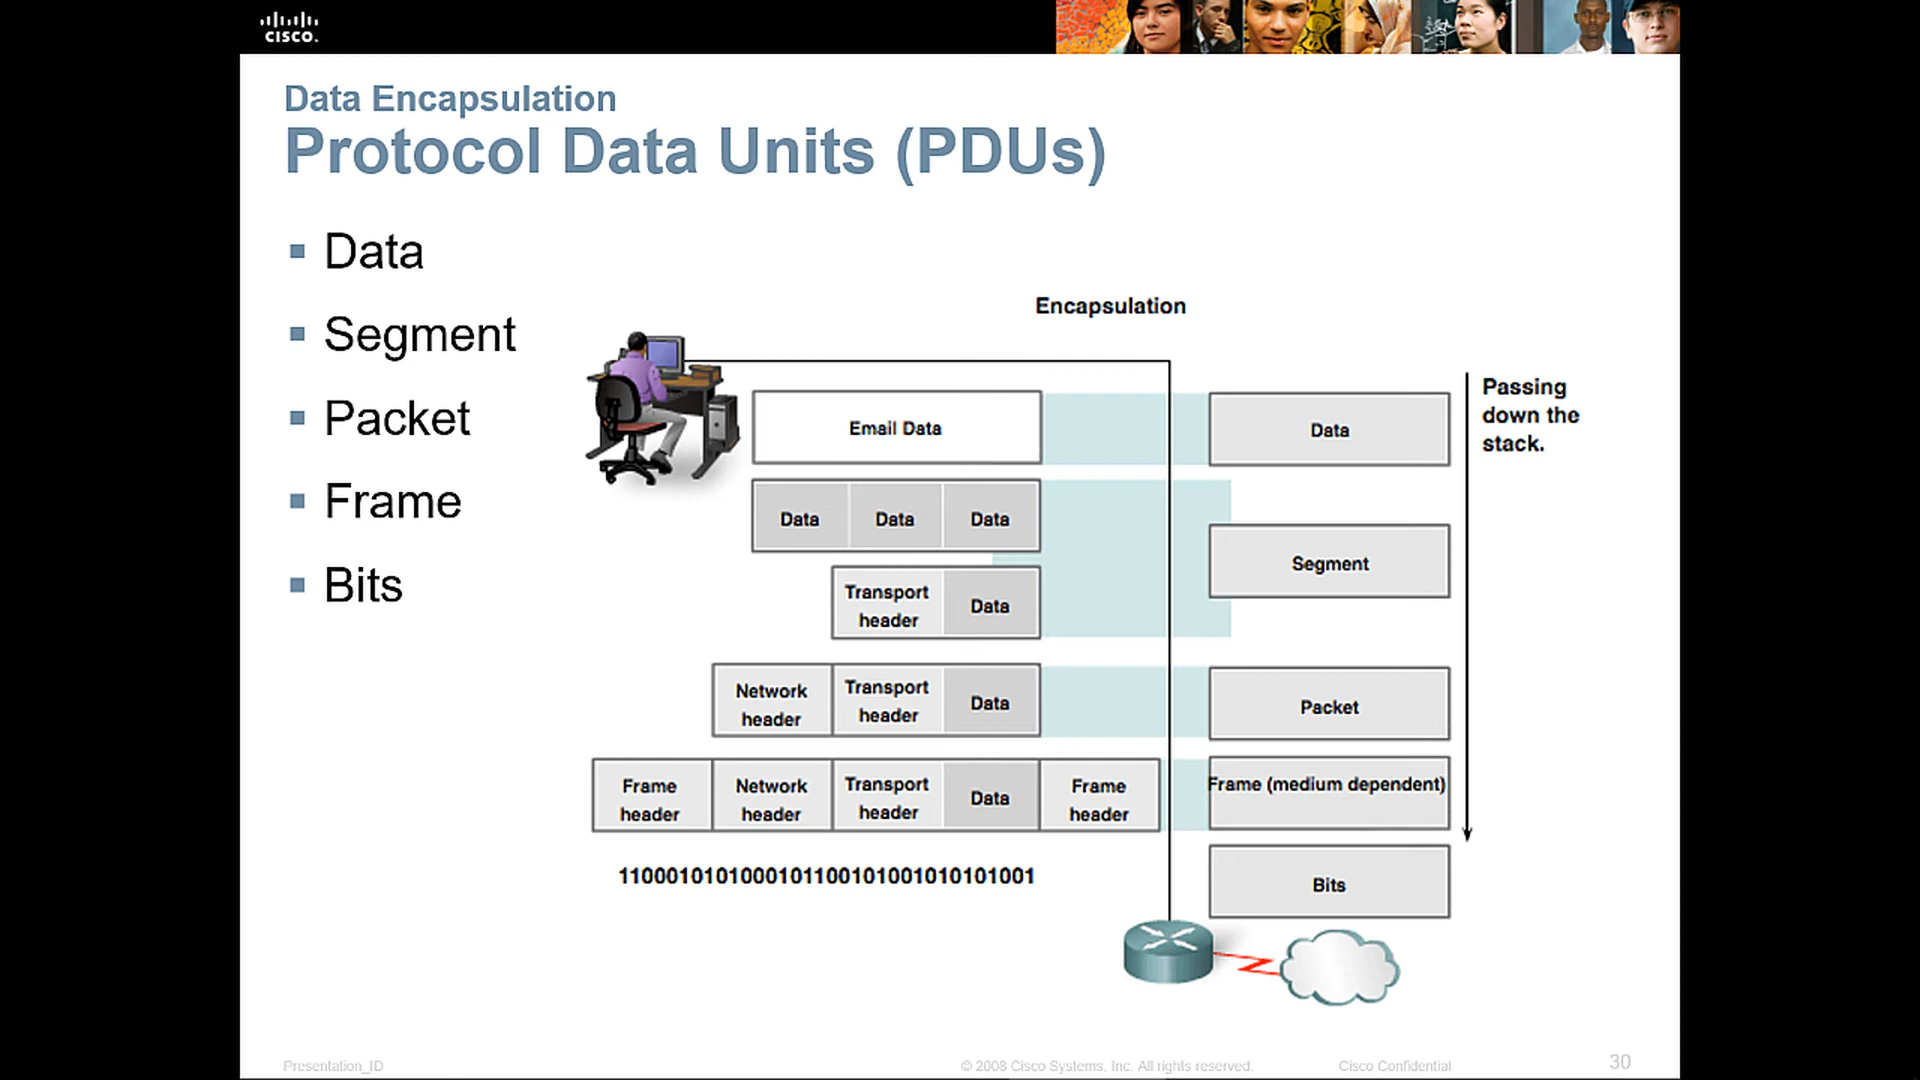 CISCO.
Data Encapsulation
Protocol Data Units (PDUs)
Data
Segment
Packet
Frame
Bits
Encapsulation
Passing
down the
stack.
Email Data
Data
Data Data Data
Segment
Transport
header
Data
Network
header
Transport
header
Data
Packet
Frame
header
Network
header
Transport
header
Data
Frame
header
Frame (medium dependent)
1100010101000101100101001010101001
Bits
Presentation_ID
© 2008 Cisco Systems, Inc. All rights reserved.
Cisco Confidential
30